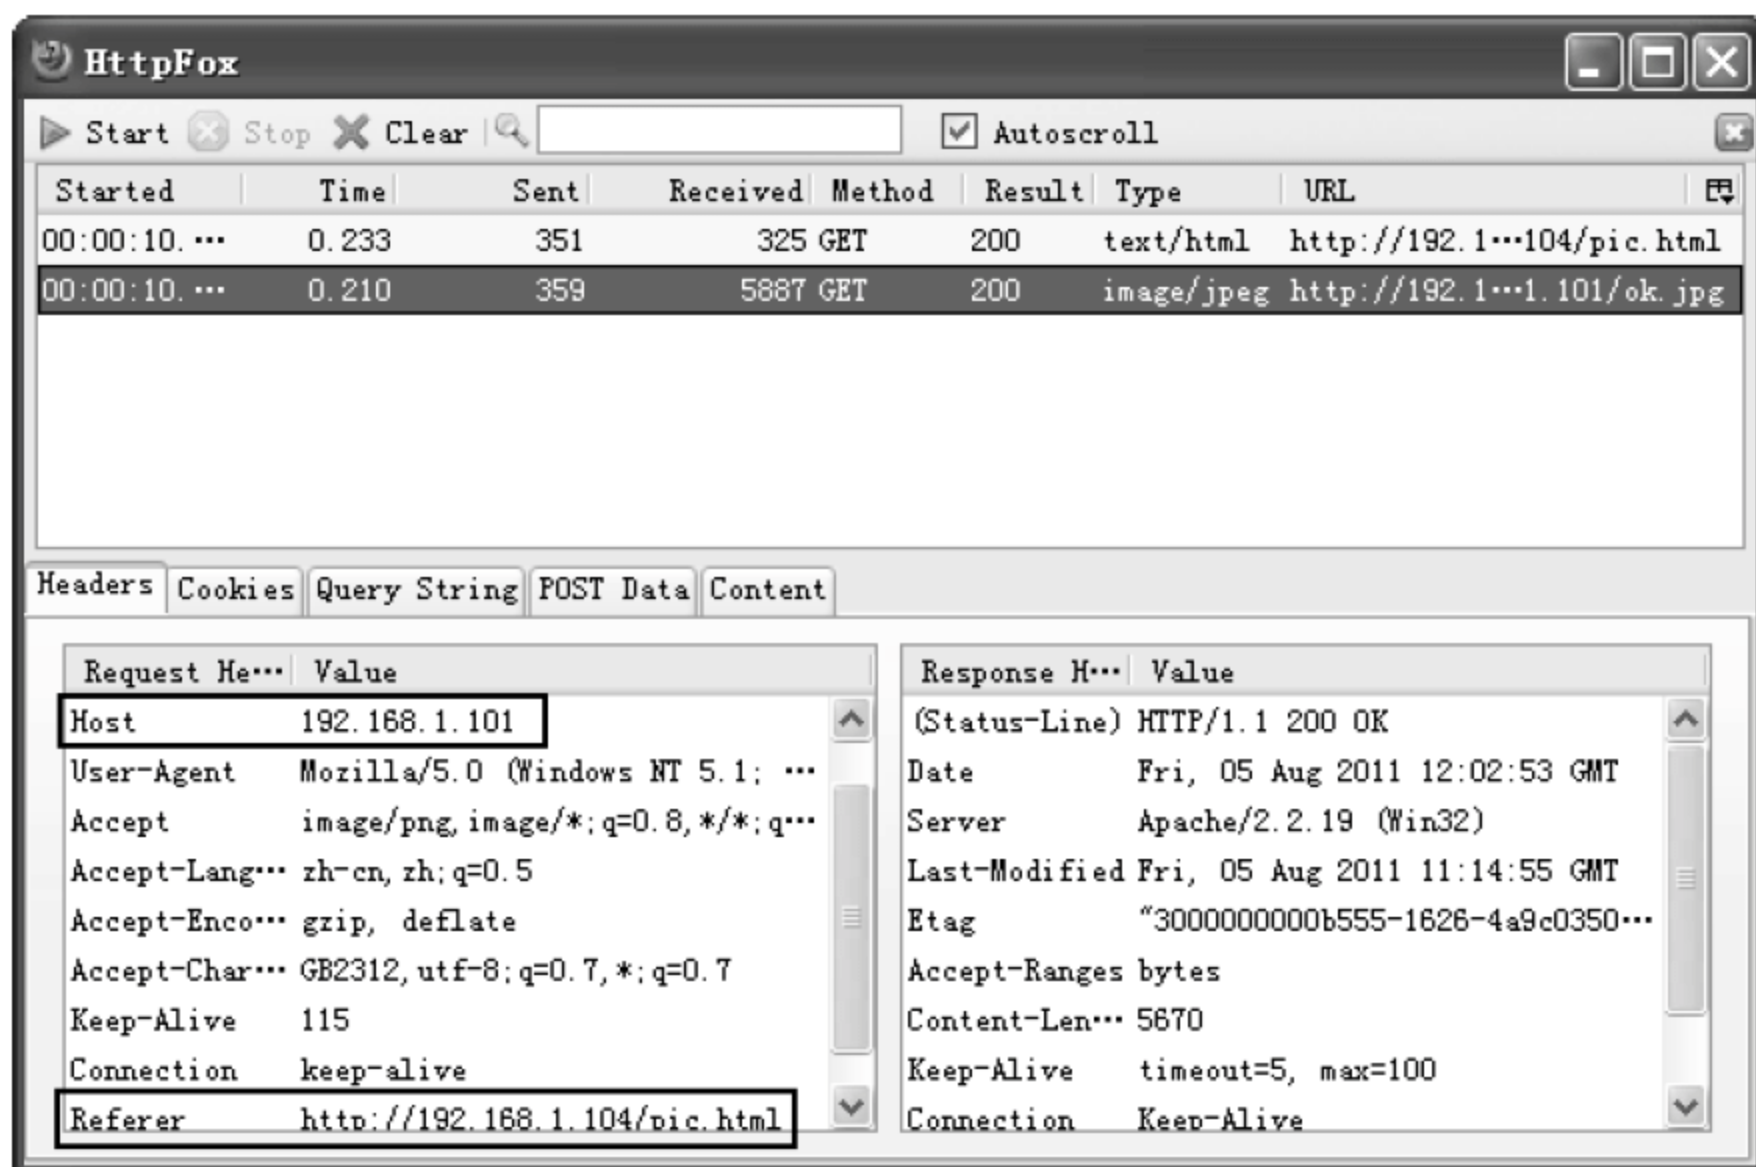 HttpFox
Start Stop Clear Autoscroll
Started Time Sent Received Method Result Type URL
00:00:10. ··· 0.233 351 325 GET 200 text/html http://192.1···104/pic.html
00:00:10. ··· 0.210 359 5887 GET 200 image/jpeg http://192.1···1.101/ok.jpg
Headers Cookies Query String POST Data Content
Request He··· Value
Host 192.168.1.101
User-Agent Mozilla/5.0 (Windows NT 5.1; ···
Accept image/png,image/*;q=0.8,*/*;q···
Accept-Lang··· zh-cn,zh;q=0.5
Accept-Enco··· gzip, deflate
Accept-Char··· GB2312,utf-8;q=0.7,*;q=0.7
Keep-Alive 115
Connection keep-alive
Referer http://192.168.1.104/pic.html
Response H··· Value
(Status-Line) HTTP/1.1 200 OK
Date Fri, 05 Aug 2011 12:02:53 GMT
Server Apache/2.2.19 (Win32)
Last-Modified Fri, 05 Aug 2011 11:14:55 GMT
Etag "3000000000b555-1626-4a9c0350···
Accept-Ranges bytes
Content-Len··· 5670
Keep-Alive timeout=5, max=100
Connection Keep-Alive